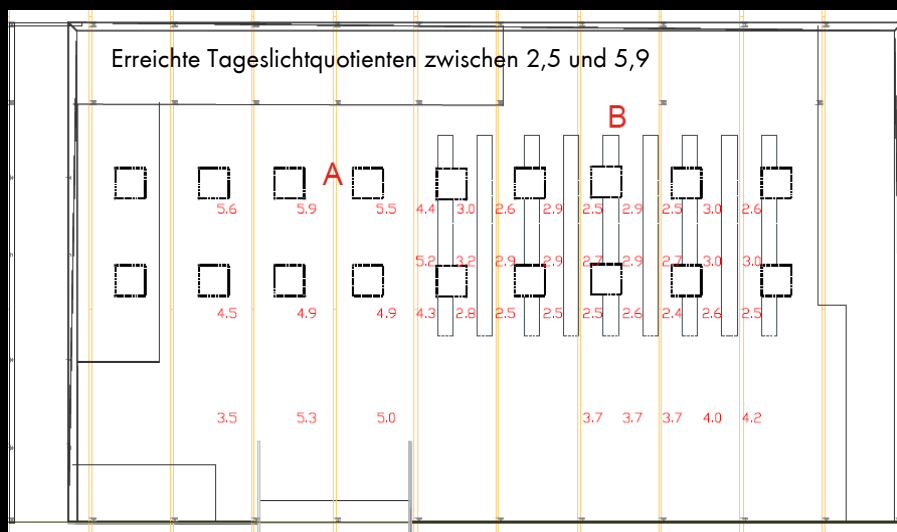 Erreichte Tageslichtquotienten zwischen 2,5 und 5,9
B
A
5.6 5.9 5.5 4.4 3.0 2.6 2.9 2.5 2.9 2.5 3.0 2.6
5.2 3.2 2.9 2.9 2.7 2.9 2.7 3.0 3.0
4.5 4.9 4.9 4.3 2.8 2.5 2.5 2.5 2.6 2.4 2.6 2.5
3.5 5.3 5.0 3.7 3.7 3.7 4.0 4.2